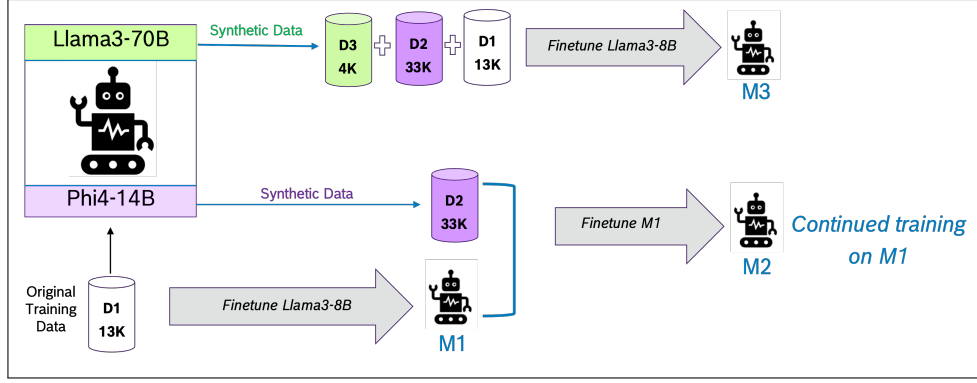 Llama3-70B
Synthetic Data
D3
4K
D2
33K
D1
13K
Finetune Llama3-8B
M3
Phi4-14B
Synthetic Data
D2
33K
Finetune M1
M2
Continued training
on M1
Original
Training
Data
D1
13K
Finetune Llama3-8B
M1